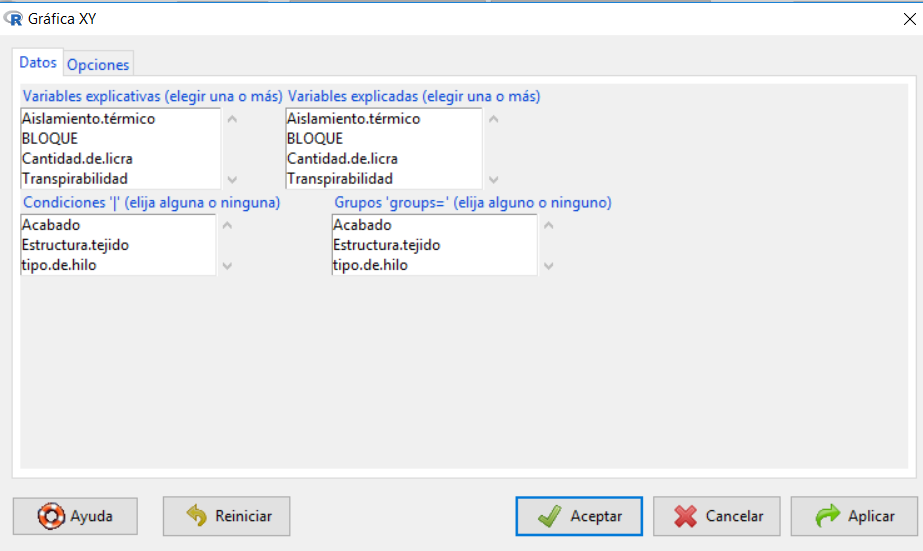 Gráfica XY
Datos Opciones
Variables explicativas (elegir una o más) Variables explicadas (elegir una o más)
Aislamiento.térmico Aislamiento.térmico
BLOQUE BLOQUE
Cantidad.de.licra Cantidad.de.licra
Transpirabilidad Transpirabilidad
Condiciones '|' (elija alguna o ninguna) Grupos 'groups=' (elija alguno o ninguno)
Acabado Acabado
Estructura.tejido Estructura.tejido
tipo.de.hilo tipo.de.hilo
Ayuda Reiniciar Aceptar Cancelar Aplicar